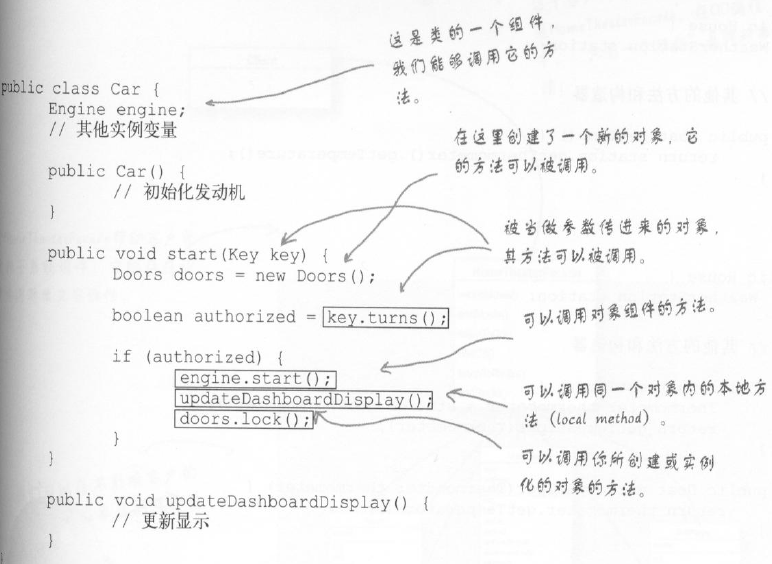 这是类的一个组件，
我们能够调用它的方
法。
public class Car {
Engine engine;
// 其他实例变量
在这里创建了一个新的对象，它
的方法可以被调用。
public Car() {
// 初始化发动机
}
被当做参数传进来的对象，
其方法可以被调用。
public void start(Key key) {
Doors doors = new Doors();
boolean authorized = key.turns();
可以调用对象组件的方法。
if (authorized) {
engine.start();
updateDashboardDisplay();
doors.lock();
}
}
可以调用同一个对象内的本地方
法（local method）。
可以调用你所创建或实例
化的对象的方法。
public void updateDashboardDisplay() {
// 更新显示
}
}